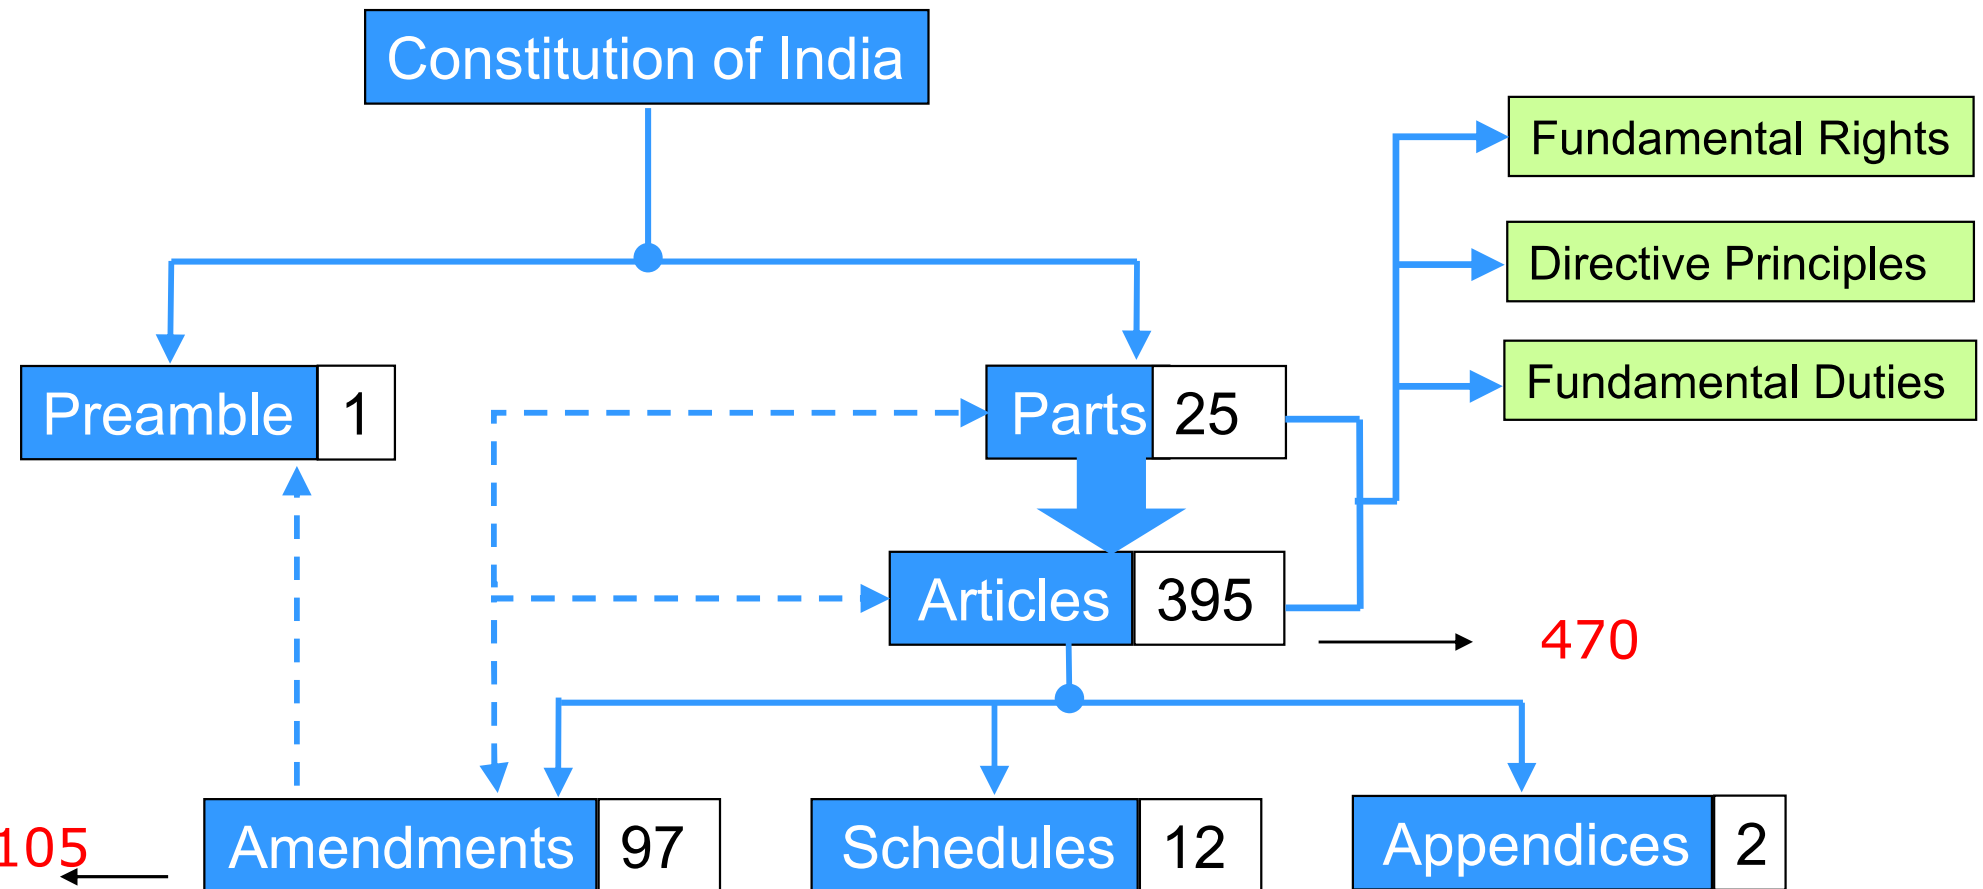 Constitution of India
Fundamental Rights
Directive Principles
Fundamental Duties
Preamble 1
Parts 25
Articles 395
470
105
Amendments 97
Schedules 12
Appendices 2